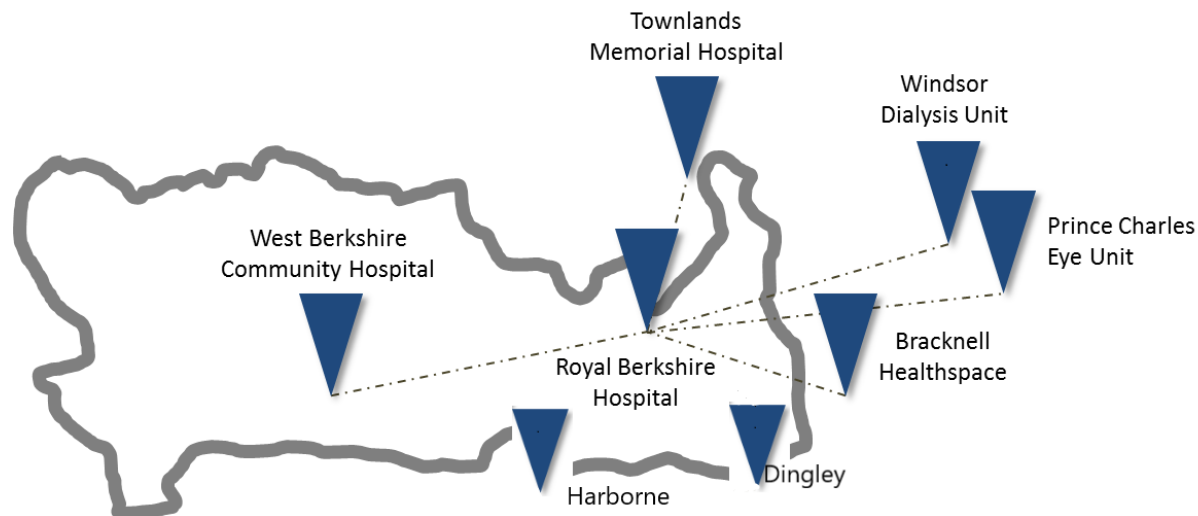 Townlands
Memorial Hospital
Windsor
Dialysis Unit
West Berkshire
Community Hospital
Prince Charles
Eye Unit
Royal Berkshire
Hospital
Bracknell
Healthspace
Harborne
Dingley